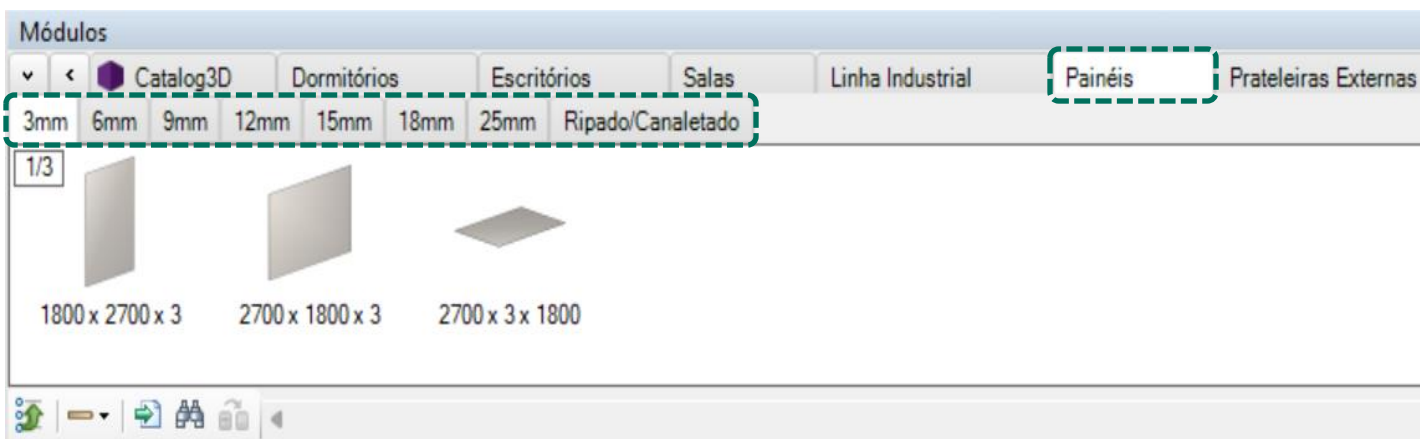 Módulos
Catalog3D Dormitórios Escritórios Salas Linha Industrial Painéis Prateleiras Externas
3mm 6mm 9mm 12mm 15mm 18mm 25mm Ripado/Canaletado
1/3
1800 x 2700 x 3 2700 x 1800 x 3 2700 x 3 x 1800